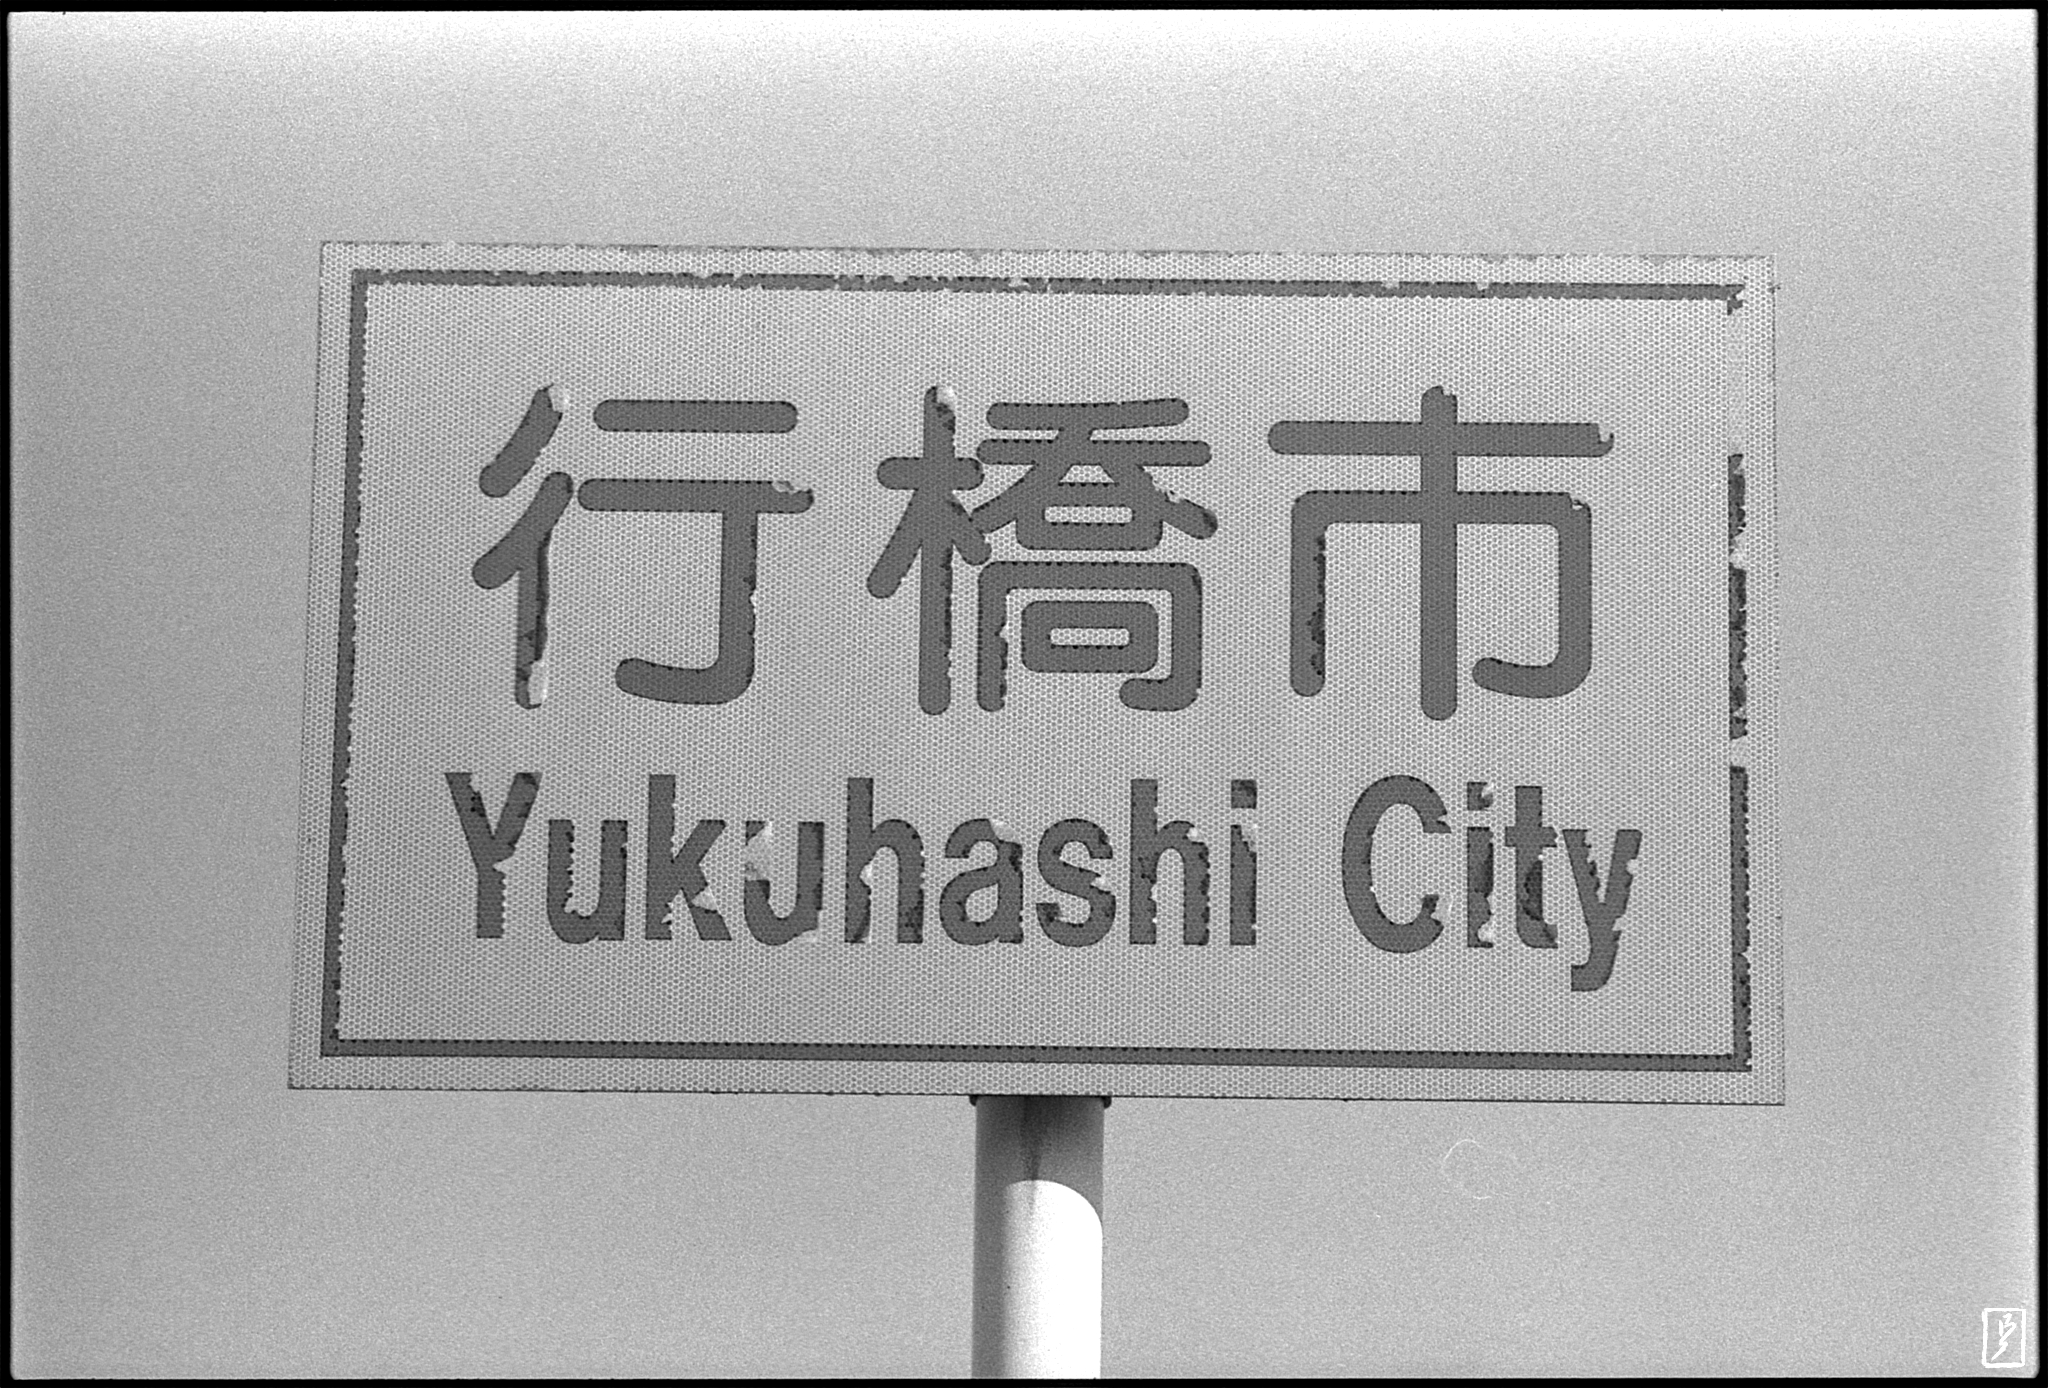 行橋市
Yukuhashi City